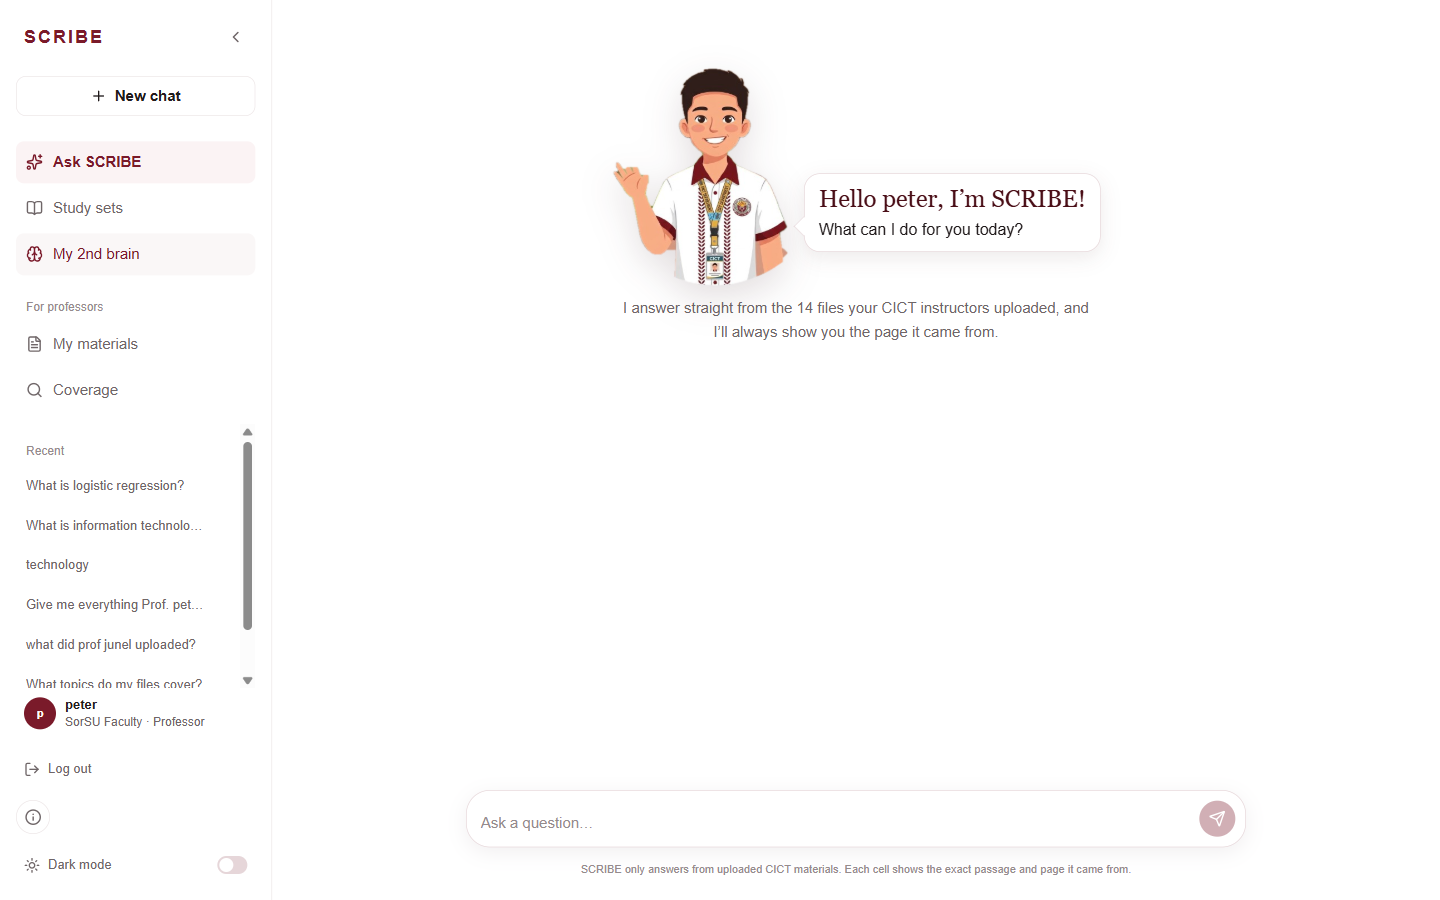 SCRIBE
New chat
Ask SCRIBE
Study sets
My 2nd brain
For professors
My materials
Coverage
Recent
What is logistic regression?
What is information technolo…
technology
Give me everything Prof. pet…
what did prof junel uploaded?
What topics do my files cover?
p
peter
SorSU Faculty · Professor
Log out
Dark mode
CICT
Hello peter, I’m SCRIBE!
What can I do for you today?
I answer straight from the 14 files your CICT instructors uploaded, and
I’ll always show you the page it came from.
Ask a question…
SCRIBE only answers from uploaded CICT materials. Each cell shows the exact passage and page it came from.